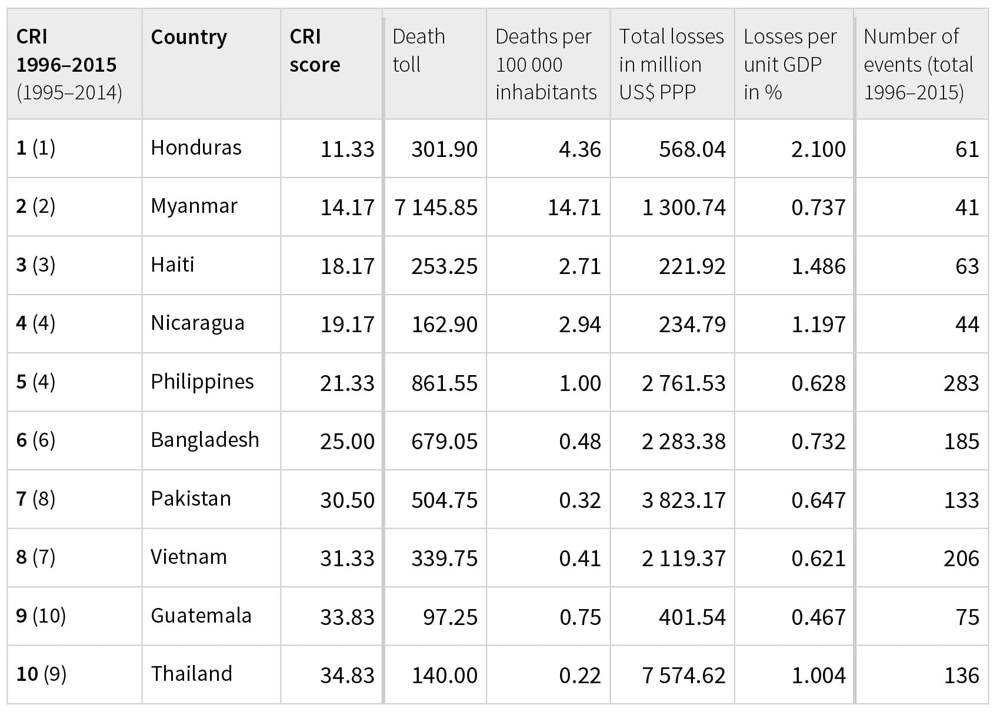 CRI 1996–2015 (1995–2014) Country CRI score Death toll Deaths per 100 000 inhabitants Total losses in million US$ PPP Losses per unit GDP in % Number of events (total 1996–2015)
1 (1) Honduras 11.33 301.90 4.36 568.04 2.100 61
2 (2) Myanmar 14.17 7 145.85 14.71 1 300.74 0.737 41
3 (3) Haiti 18.17 253.25 2.71 221.92 1.486 63
4 (4) Nicaragua 19.17 162.90 2.94 234.79 1.197 44
5 (4) Philippines 21.33 861.55 1.00 2 761.53 0.628 283
6 (6) Bangladesh 25.00 679.05 0.48 2 283.38 0.732 185
7 (8) Pakistan 30.50 504.75 0.32 3 823.17 0.647 133
8 (7) Vietnam 31.33 339.75 0.41 2 119.37 0.621 206
9 (10) Guatemala 33.83 97.25 0.75 401.54 0.467 75
10 (9) Thailand 34.83 140.00 0.22 7 574.62 1.004 136